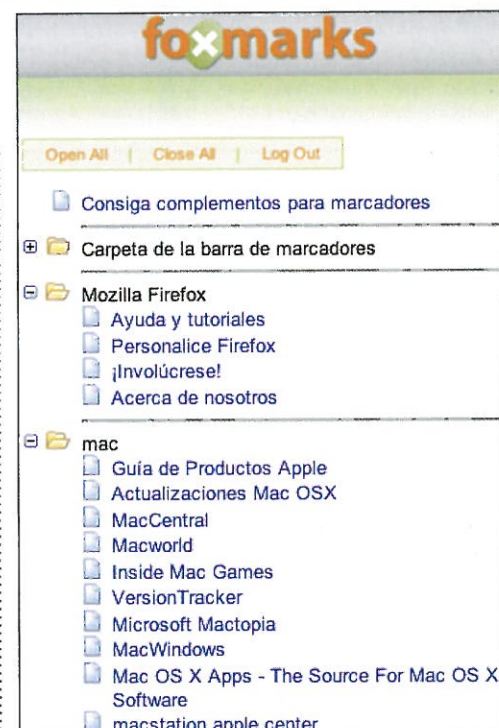 foxmarks
Open All | Close All | Log Out
Consiga complementos para marcadores
Carpeta de la barra de marcadores
Mozilla Firefox
Ayuda y tutoriales
Personalice Firefox
¡Involúcrese!
Acerca de nosotros
mac
Guía de Productos Apple
Actualizaciones Mac OSX
MacCentral
Macworld
Inside Mac Games
VersionTracker
Microsoft Mactopia
MacWindows
Mac OS X Apps - The Source For Mac OS X
Software
macstation apple center